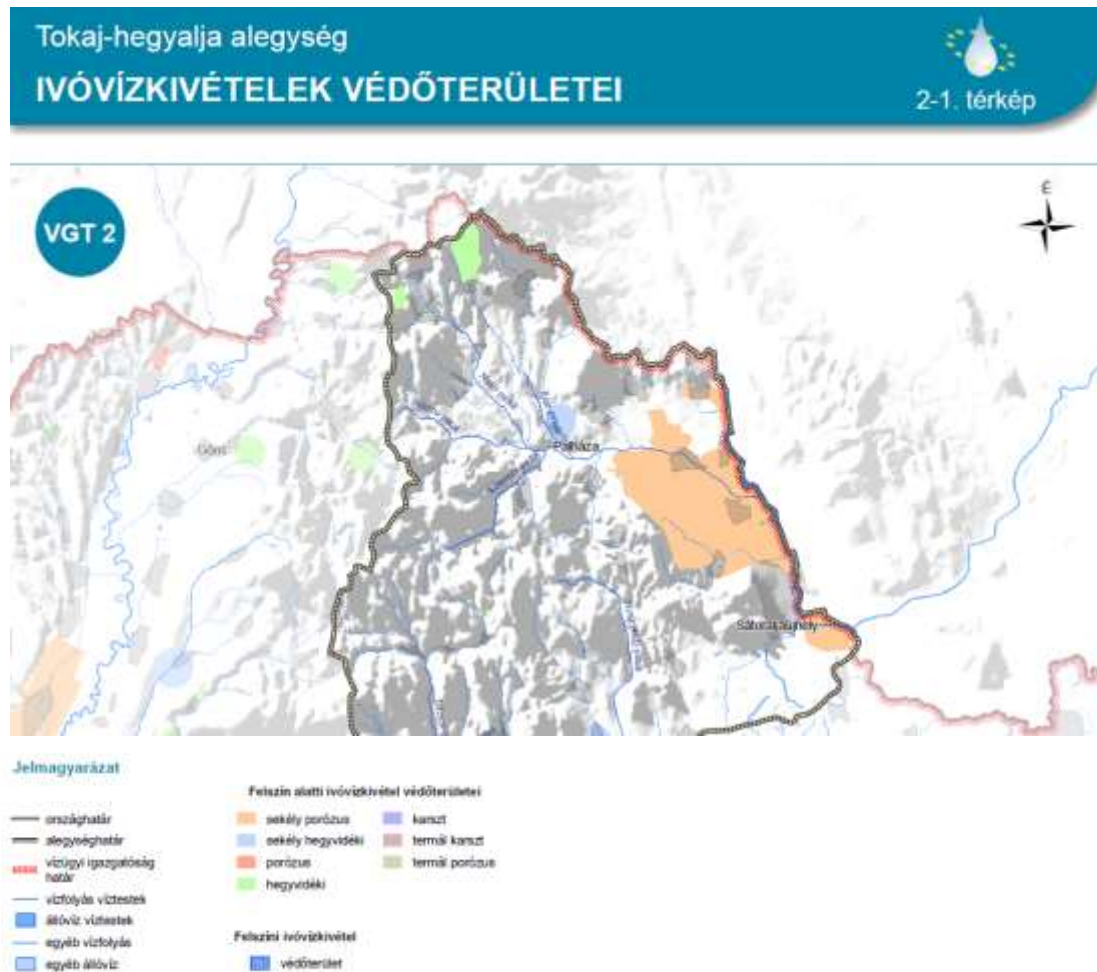 Tokaj-hegyalja alegység
IVÓVÍZKIVÉTELEK VÉDŐTERÜLETEI
2-1. térkép
VGT 2
É
Gönc
Pálháza
Sátoraljaújhely
Jelmagyarázat
országhatár
alegységhatár
vízügyi igazgatóság
határ
vízfolyás víztestek
állóvíz víztestek
egyéb vízfolyás
egyéb állóvíz
Felszín alatti ivóvízkivétel védőterületei
sekély porózus
sekély hegyvidéki
porózus
hegyvidéki
karszt
termál karszt
termál porózus
Felszíni ivóvízkivétel
védőterület